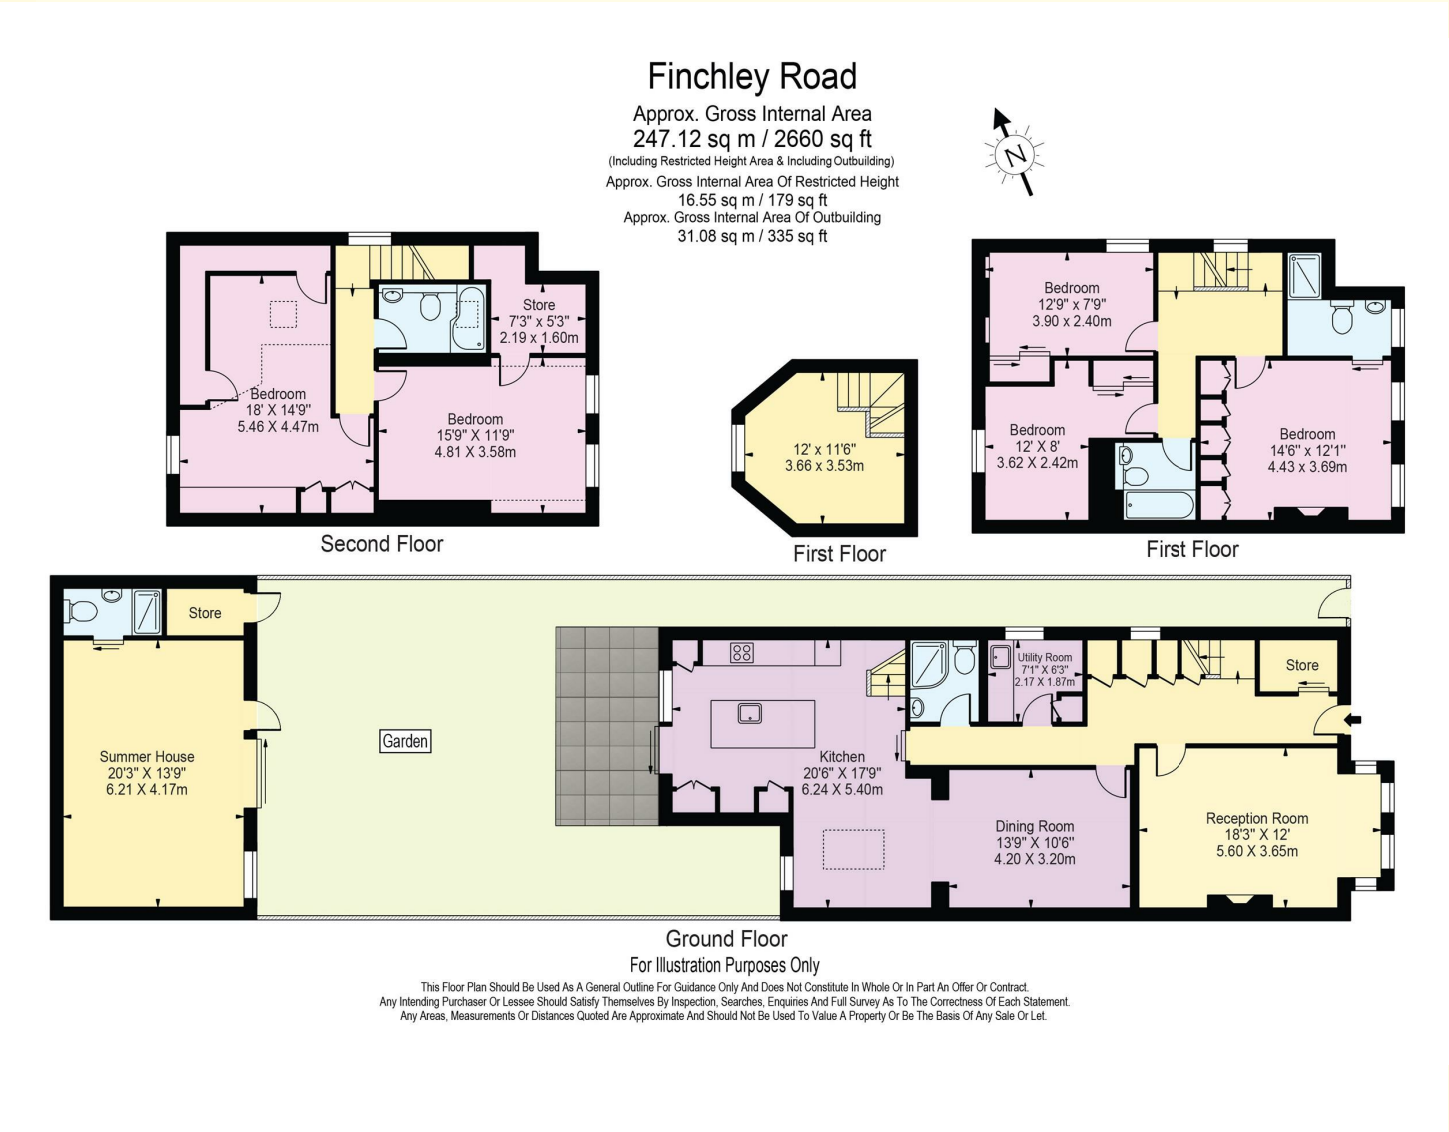 Finchley Road
Approx. Gross Internal Area
247.12 sq m / 2660 sq ft
(Including Restricted Height Area & Including Outbuilding)
Approx. Gross Internal Area Of Restricted Height
16.55 sq m / 179 sq ft
Approx. Gross Internal Area Of Outbuilding
31.08 sq m / 335 sq ft
N
Store
7'3" x 5'3"
2.19 x 1.60m
Bedroom
18' X 14'9"
5.46 X 4.47m
Bedroom
15'9" X 11'9"
4.81 X 3.58m
Second Floor
12' x 11'6"
3.66 x 3.53m
First Floor
Bedroom
12'9" x 7'9"
3.90 x 2.40m
Bedroom
12' X 8'
3.62 X 2.42m
Bedroom
14'6" x 12'1"
4.43 x 3.69m
First Floor
Store
Summer House
20'3" X 13'9"
6.21 X 4.17m
Garden
Kitchen
20'6" X 17'9"
6.24 X 5.40m
Utility Room
7'1" X 6'3"
2.17 X 1.87m
Store
Dining Room
13'9" X 10'6"
4.20 X 3.20m
Reception Room
18'3" X 12'
5.60 X 3.65m
Ground Floor
For Illustration Purposes Only
This Floor Plan Should Be Used As A General Outline For Guidance Only And Does Not Constitute In Whole Or In Part An Offer Or Contract.
Any Intending Purchaser Or Lessee Should Satisfy Themselves By Inspection, Searches, Enquiries And Full Survey As To The Correctness Of Each Statement.
Any Areas, Measurements Or Distances Quoted Are Approximate And Should Not Be Used To Value A Property Or Be The Basis Of Any Sale Or Let.